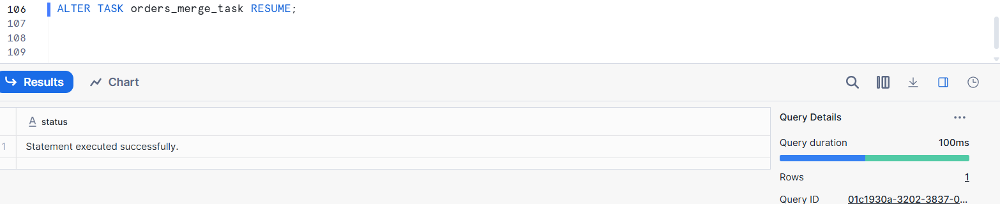 106 ALTER TASK orders_merge_task RESUME;
107
108
109
Results Chart
A status
1 Statement executed successfully.
Query Details ...
Query duration 100ms
Rows 1
Query ID 01c1930a-3202-3837-0...